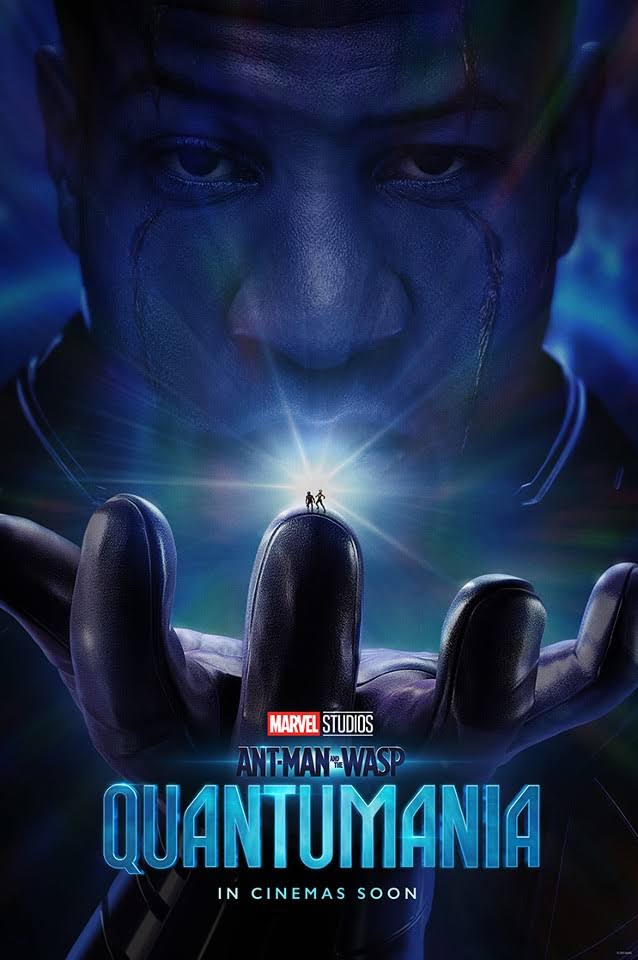 MARVEL STUDIOS
ANT-MAN AND THE WASP
QUANTUMANIA
IN CINEMAS SOON